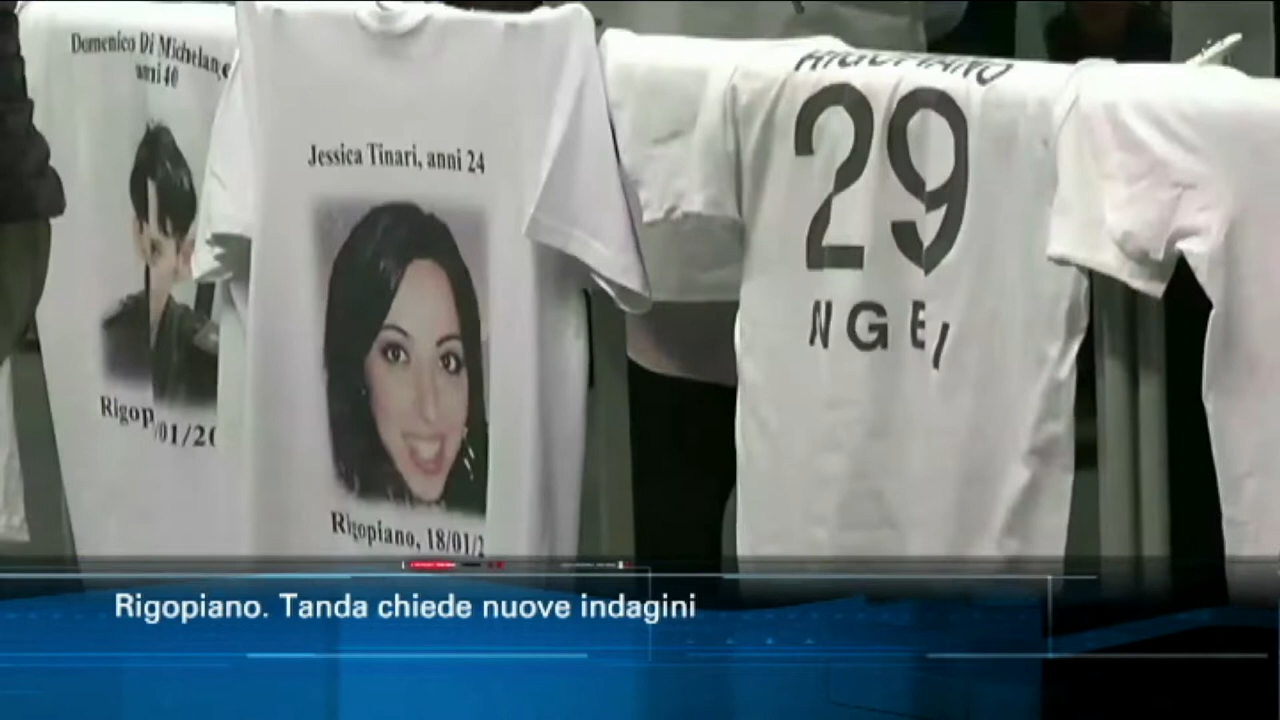 Domenico Di Michelang
anni 40
Rigop
/01/20
Jessica Tinari, anni 24
Rigopiano, 18/01/2
RIGOPIANO
29
NGE
Rigopiano. Tanda chiede nuove indagini